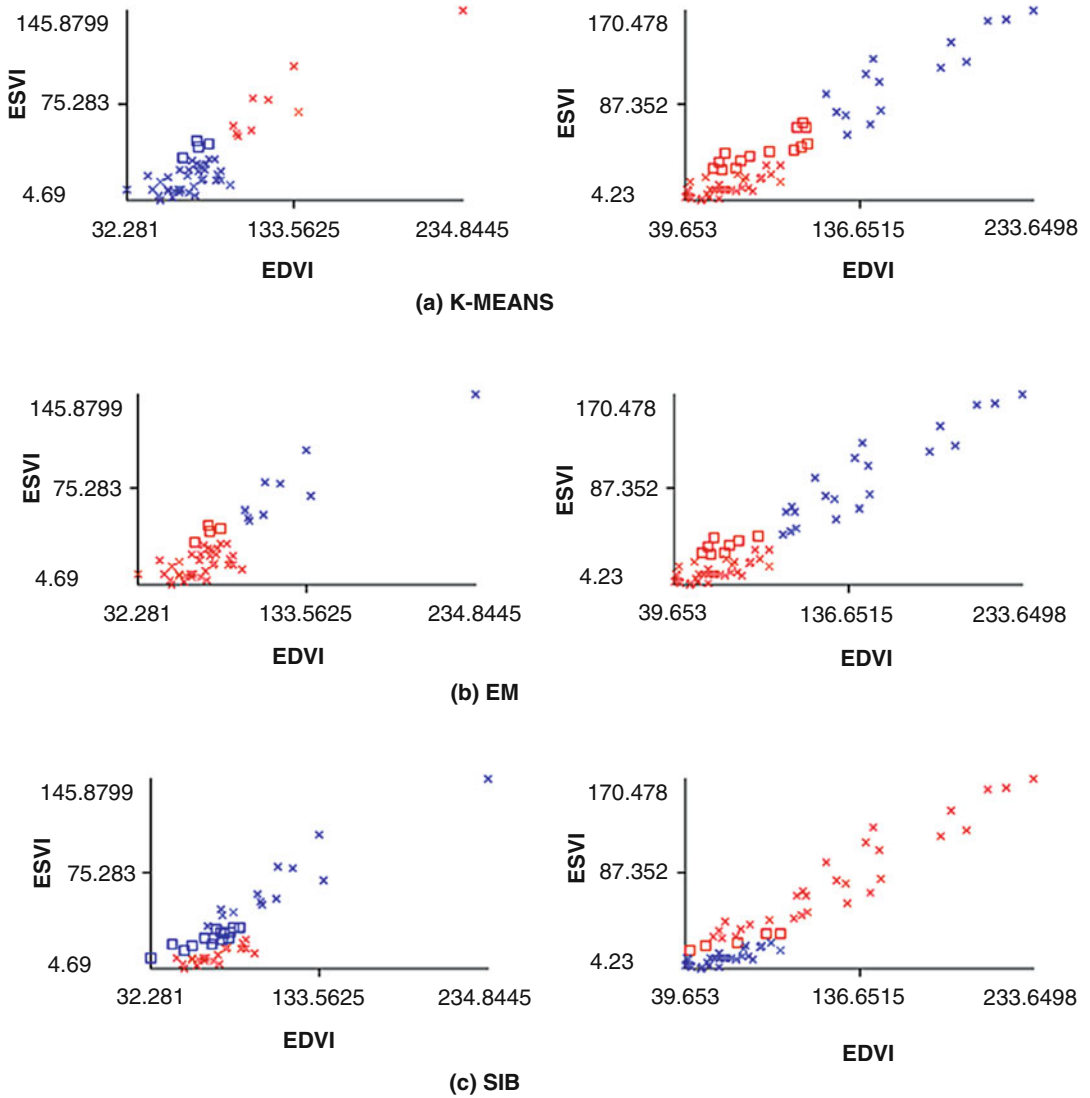 145.8799
ESVI
75.283
4.69
32.281 133.5625 234.8445
EDVI
170.478
ESVI
87.352
4.23
39.653 136.6515 233.6498
EDVI
(a) K-MEANS
145.8799
ESVI
75.283
4.69
32.281 133.5625 234.8445
EDVI
170.478
ESVI
87.352
4.23
39.653 136.6515 233.6498
EDVI
(b) EM
145.8799
ESVI
75.283
4.69
32.281 133.5625 234.8445
EDVI
170.478
ESVI
87.352
4.23
39.653 136.6515 233.6498
EDVI
(c) SIB